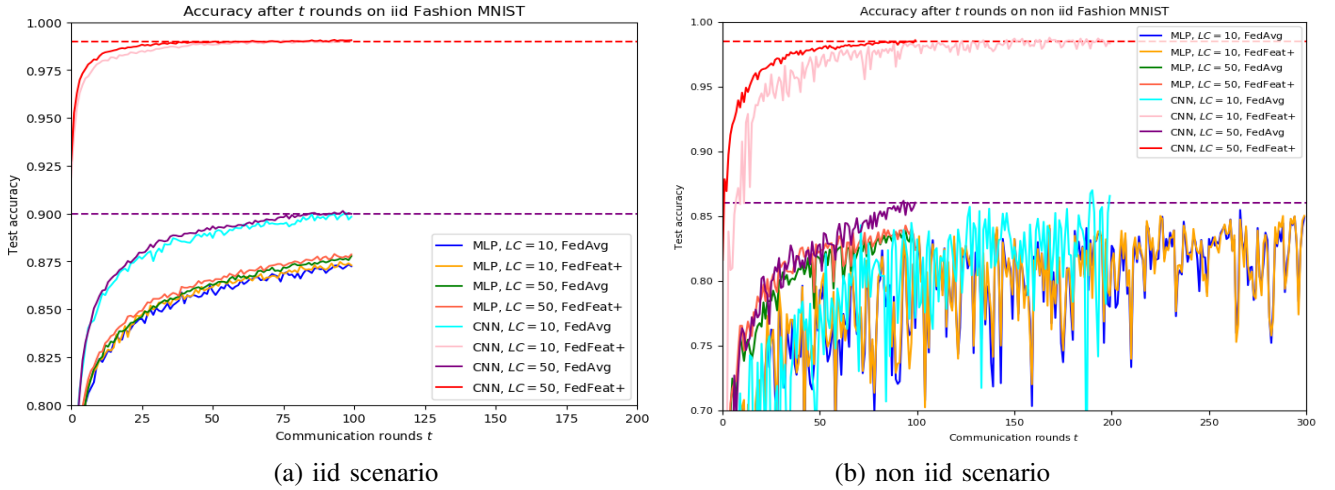 Accuracy after t rounds on iid Fashion MNIST
1.000
0.975
0.950
0.925
0.900
0.875
0.850
0.825
0.800
Test accuracy
0
25
50
75
100
125
150
175
200
Communication rounds t
MLP, LC = 10, FedAvg
MLP, LC = 10, FedFeat+
MLP, LC = 50, FedAvg
MLP, LC = 50, FedFeat+
CNN, LC = 10, FedAvg
CNN, LC = 10, FedFeat+
CNN, LC = 50, FedAvg
CNN, LC = 50, FedFeat+
(a) iid scenario
Accuracy after t rounds on non iid Fashion MNIST
1.00
0.95
0.90
0.85
0.80
0.75
0.70
Test accuracy
0
50
100
150
200
250
300
Communication rounds t
MLP, LC = 10, FedAvg
MLP, LC = 10, FedFeat+
MLP, LC = 50, FedAvg
MLP, LC = 50, FedFeat+
CNN, LC = 10, FedAvg
CNN, LC = 10, FedFeat+
CNN, LC = 50, FedAvg
CNN, LC = 50, FedFeat+
(b) non iid scenario